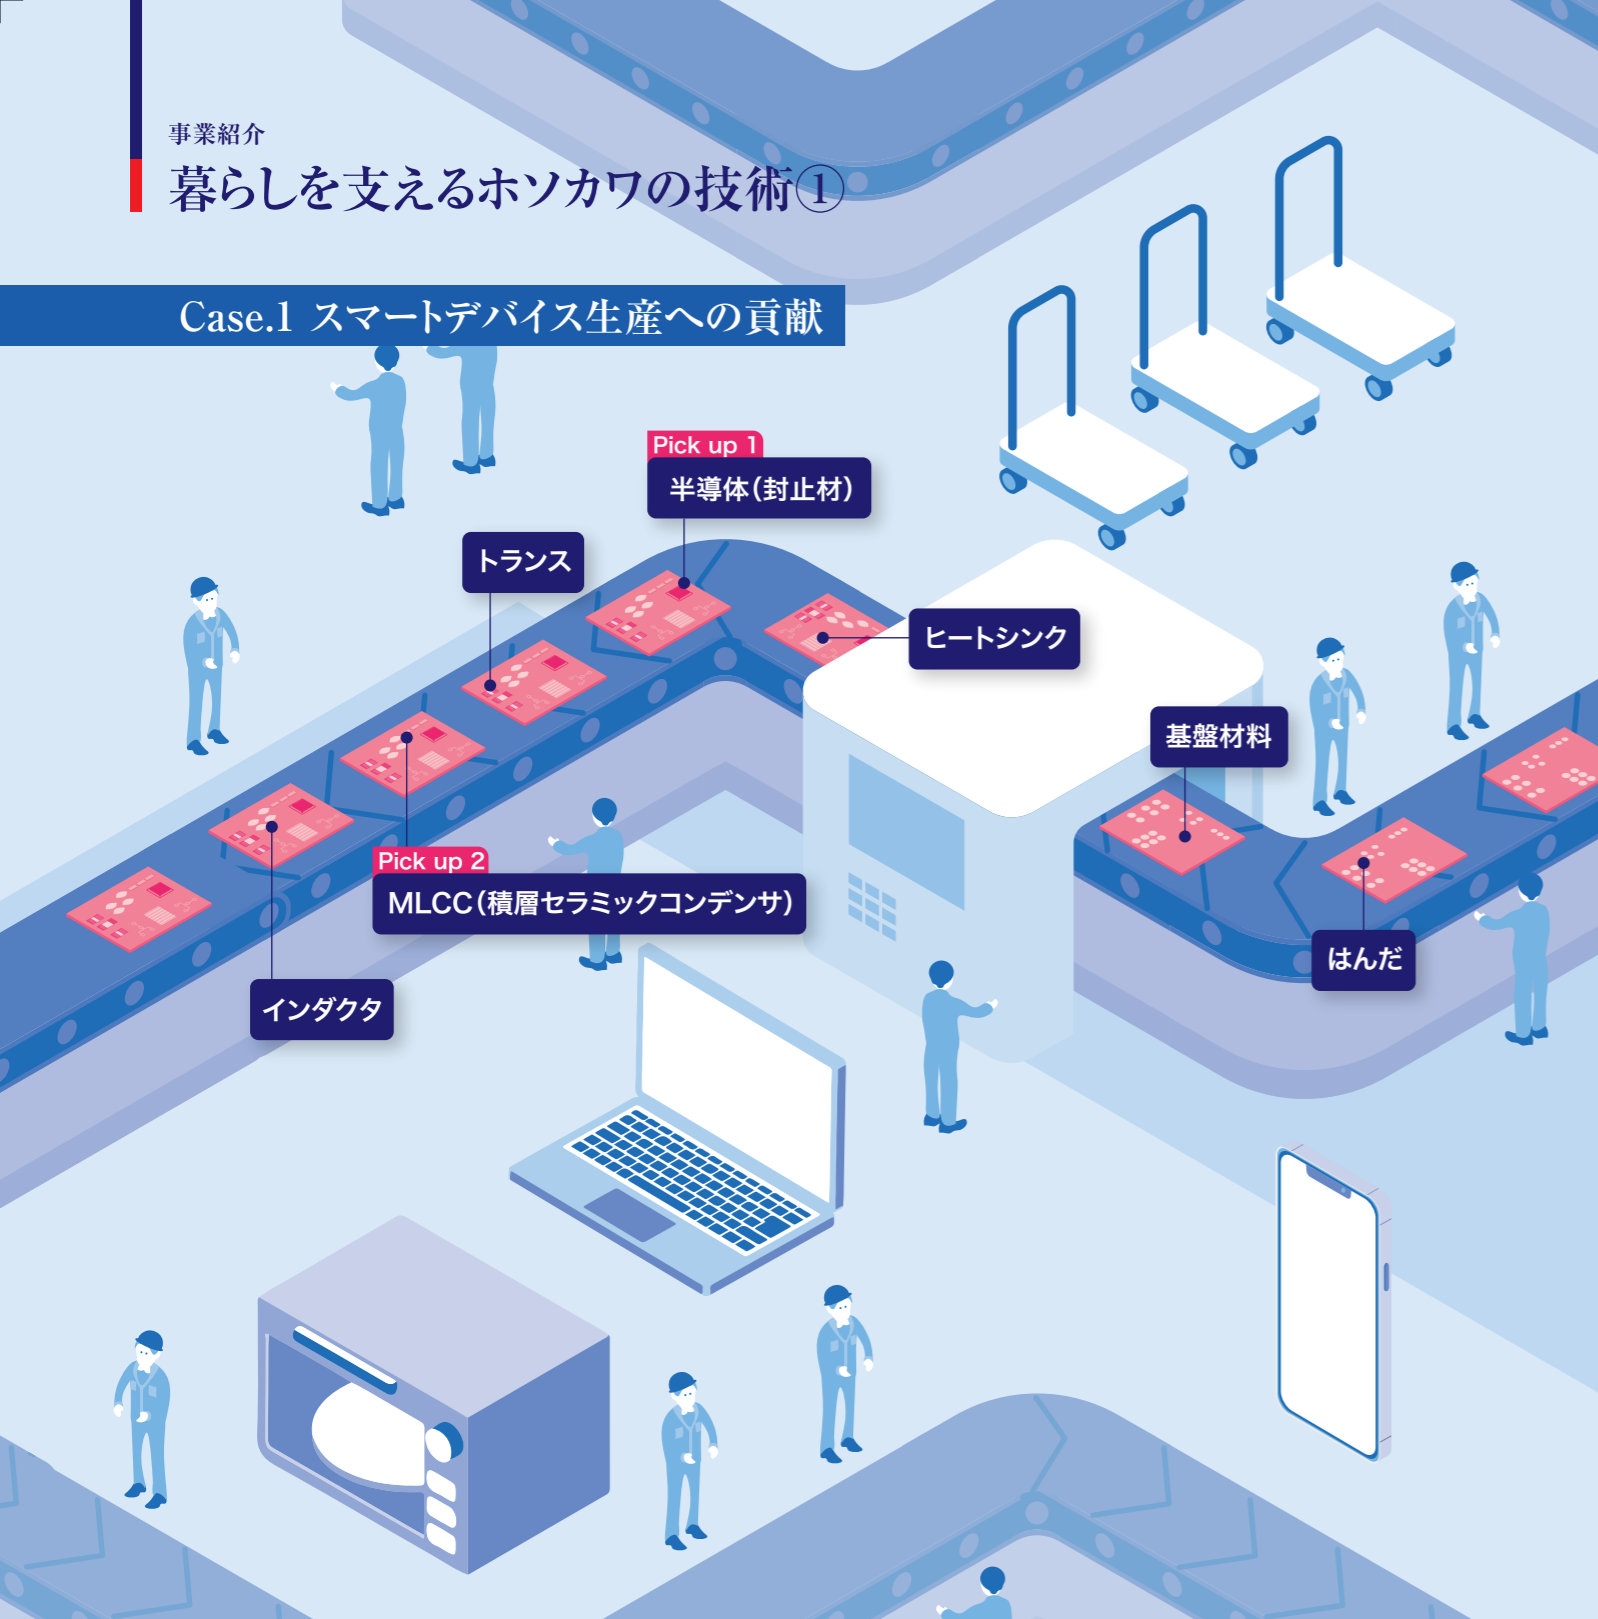 事業紹介
暮らしを支えるホソカワの技術①
Case.1 スマートデバイス生産への貢献
Pick up 1
半導体（封止材）
トランス
ヒートシンク
基盤材料
Pick up 2
MLCC（積層セラミックコンデンサ）
はんだ
インダクタ